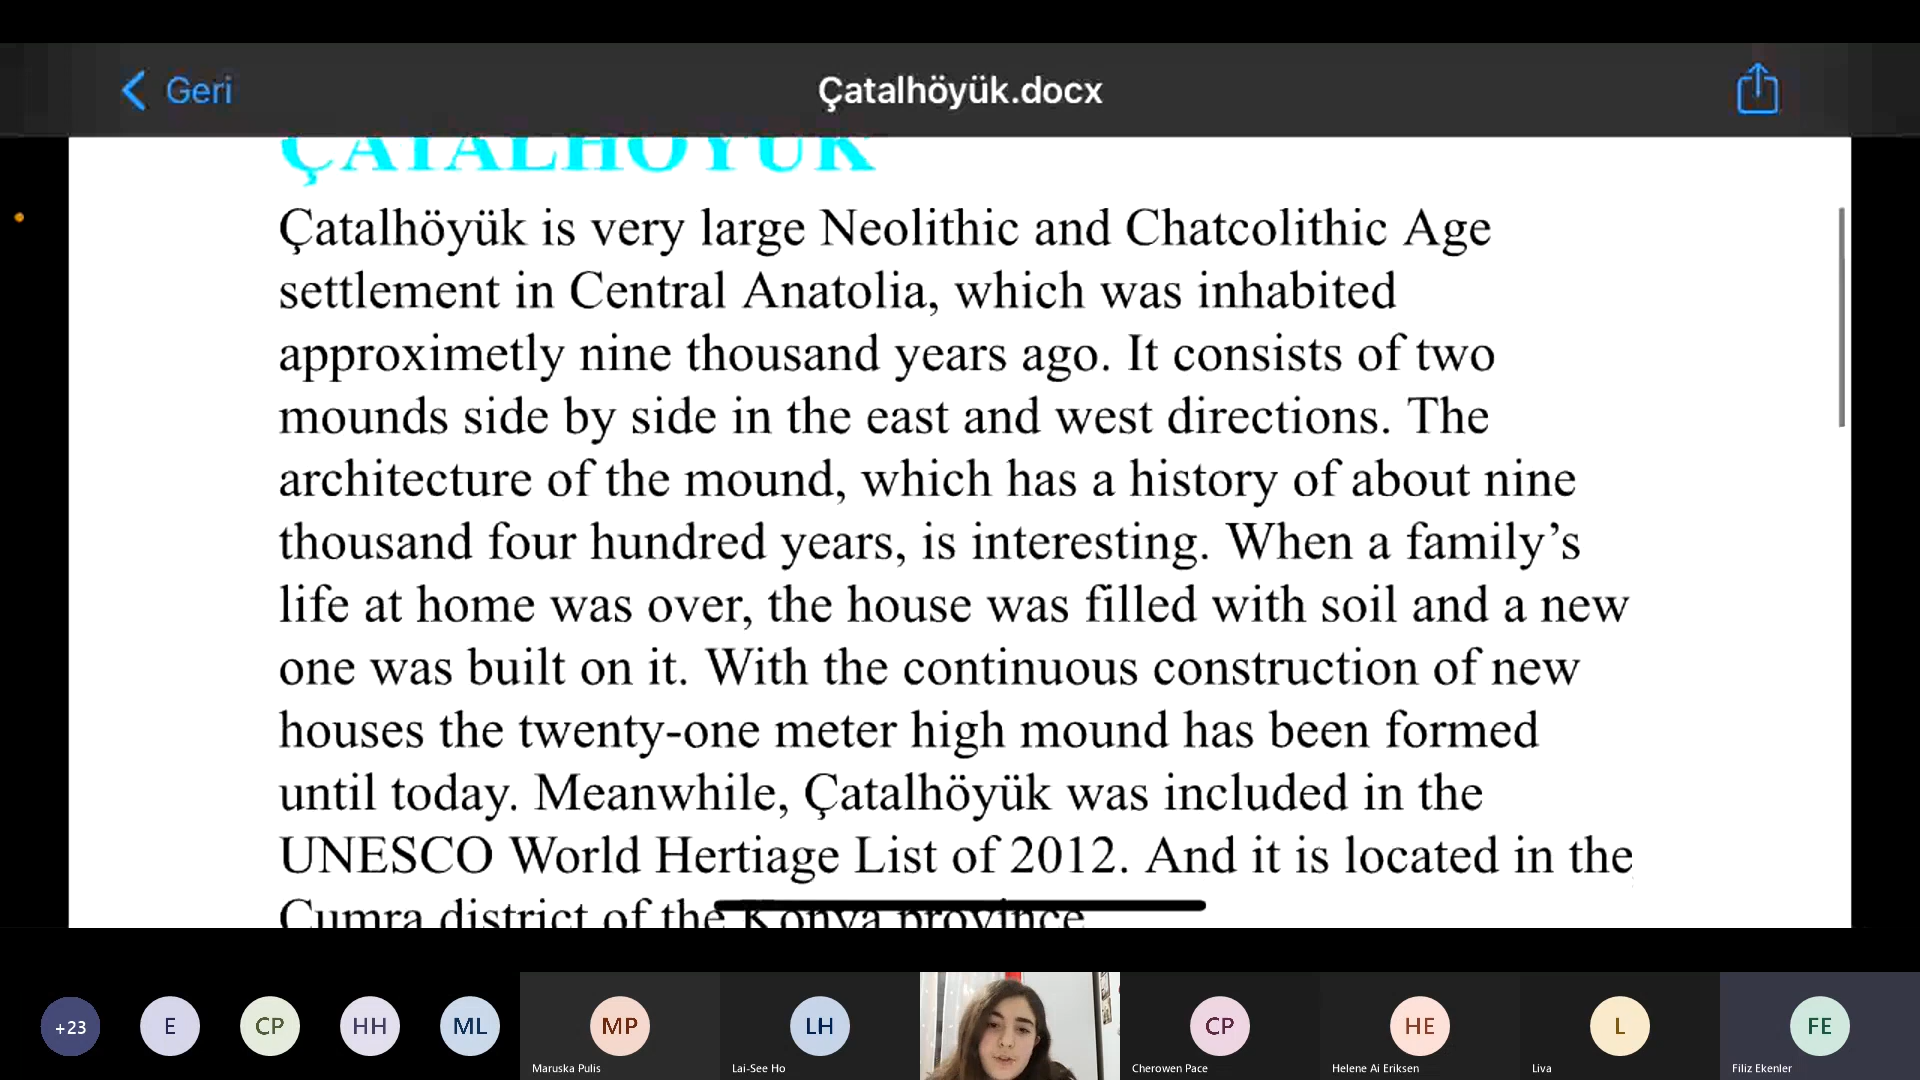 Geri
Çatalhöyük.docx
ÇATALHÖYÜK
Çatalhöyük is very large Neolithic and Chatcolithic Age
settlement in Central Anatolia, which was inhabited
approximetly nine thousand years ago. It consists of two
mounds side by side in the east and west directions. The
architecture of the mound, which has a history of about nine
thousand four hundred years, is interesting. When a family’s
life at home was over, the house was filled with soil and a new
one was built on it. With the continuous construction of new
houses the twenty-one meter high mound has been formed
until today. Meanwhile, Çatalhöyük was included in the
UNESCO World Hertiage List of 2012. And it is located in the
Cumra district of the Konya province
+23
E
CP
HH
ML
MP
LH
CP
HE
L
FE
Maruska Pulis
Lai-See Ho
Cherowen Pace
Helene Ai Eriksen
Liva
Filiz Ekenler